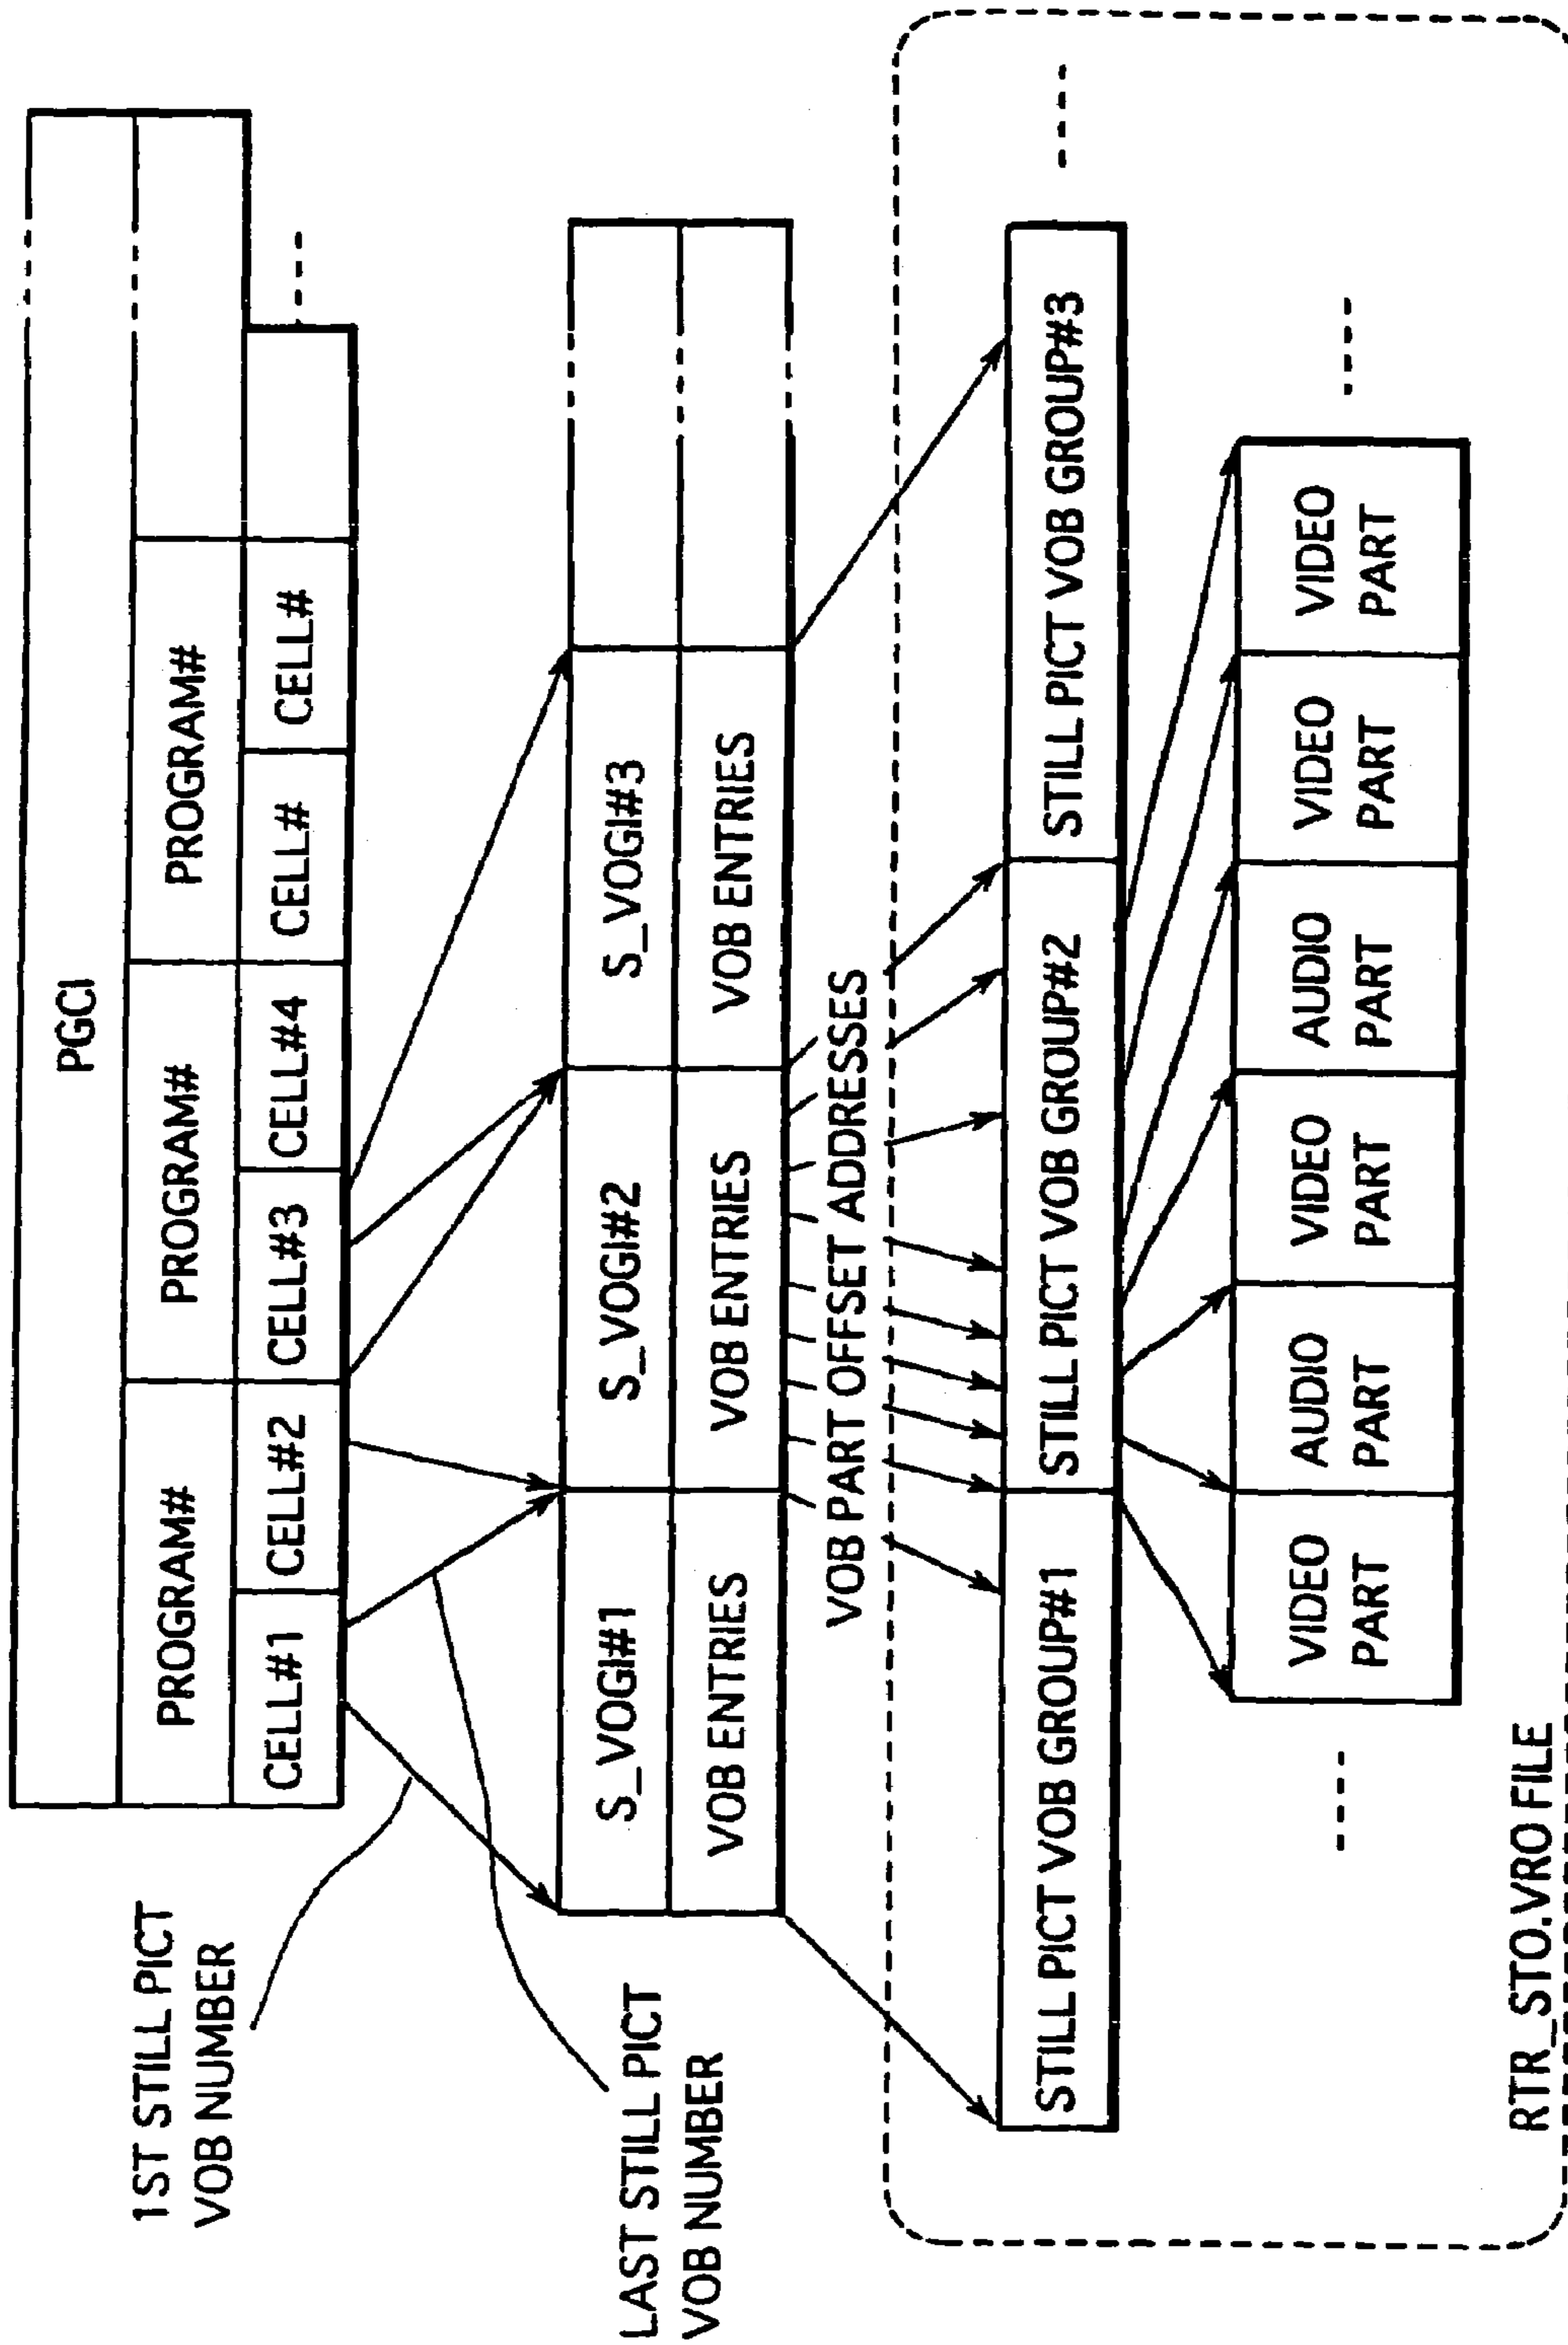 PGCI
PROGRAM#
PROGRAM#
PROGRAM#
CELL#1
CELL#2
CELL#3
CELL#4
CELL#
CELL#
1ST STILL PICT
VOB NUMBER
LAST STILL PICT
VOB NUMBER
S_VOGI#1
S_VOGI#2
S_VOGI#3
VOB ENTRIES
VOB ENTRIES
VOB ENTRIES
VOB PART OFFSET ADDRESSES
STILL PICT VOB GROUP#1
STILL PICT VOB GROUP#2
STILL PICT VOB GROUP#3
VIDEO
PART
AUDIO
PART
VIDEO
PART
AUDIO
PART
VIDEO
PART
VIDEO
PART
RTR_STO.VRO FILE